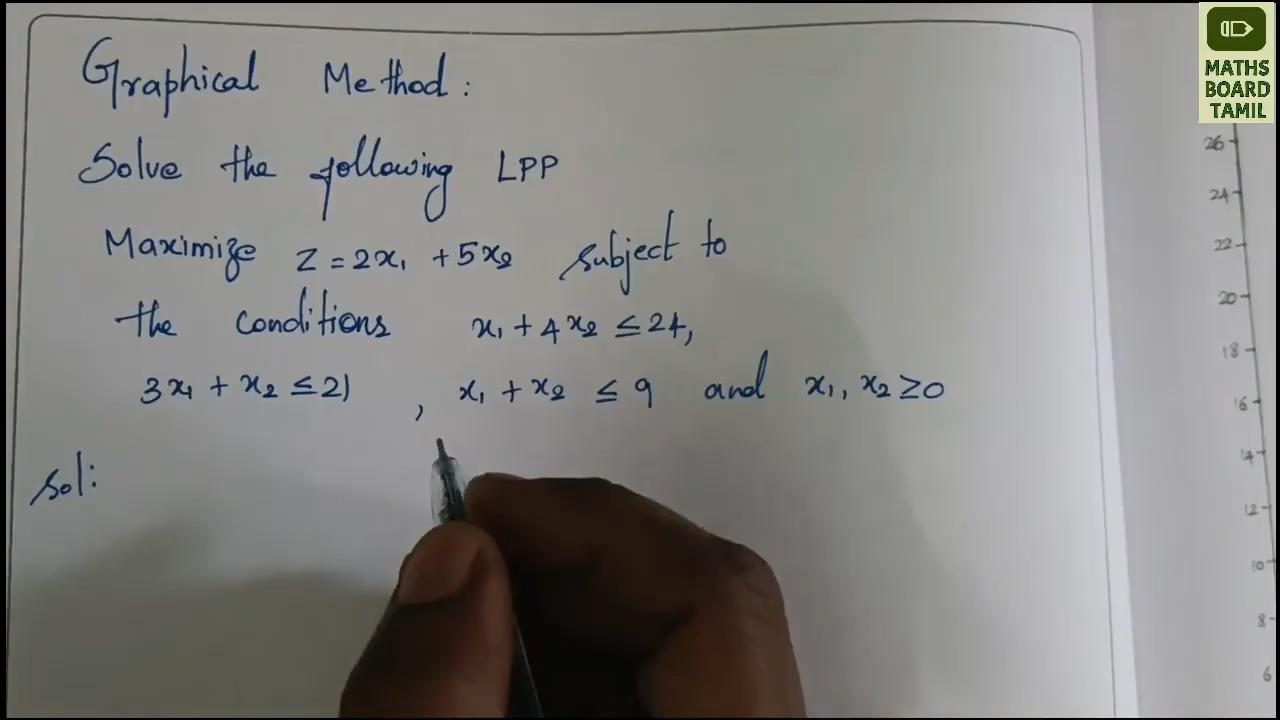 Graphical Method:
Solve the following LPP
Maximize Z = 2x₁ + 5x₂ subject to
the conditions x₁ + 4x₂ ≤ 24,
3x₁ + x₂ ≤ 21, x₁ + x₂ ≤ 9 and x₁, x₂ ≥ 0
sol:
MATHS
BOARD
TAMIL
26
24
22
20
18
16
14
12
10
8
6